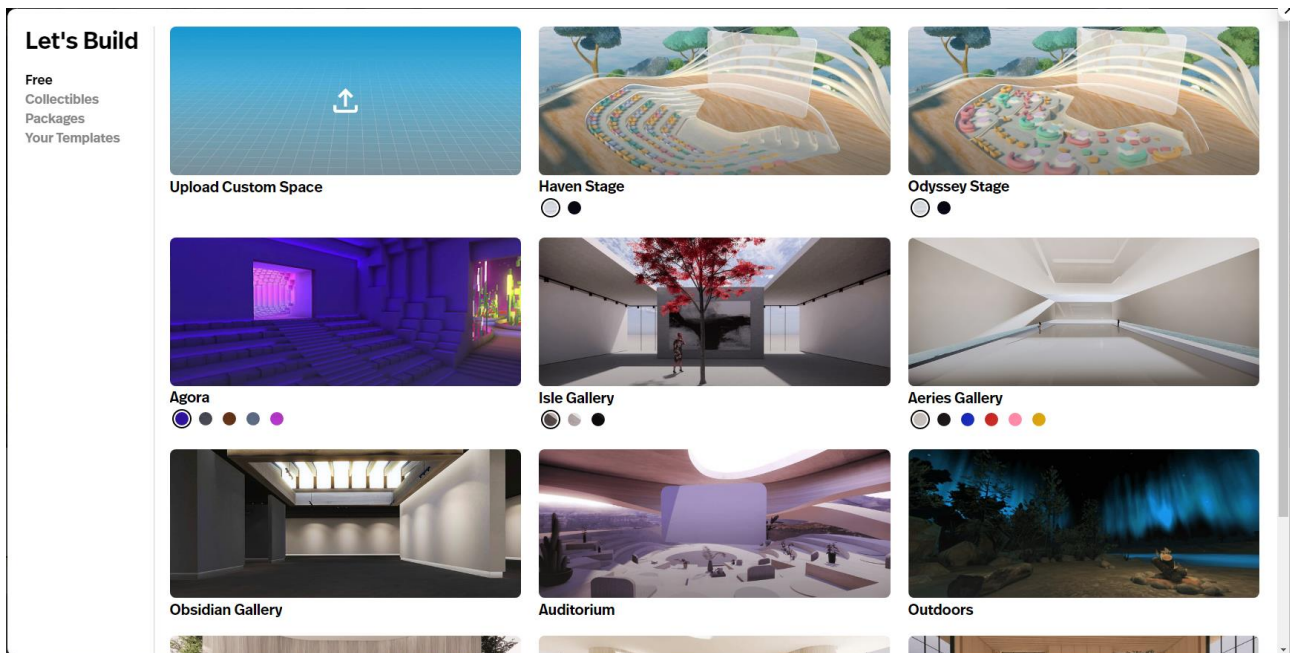 Let's Build
Free
Collectibles
Packages
Your Templates
Upload Custom Space
Haven Stage
Odyssey Stage
Agora
Isle Gallery
Aeries Gallery
Obsidian Gallery
Auditorium
Outdoors